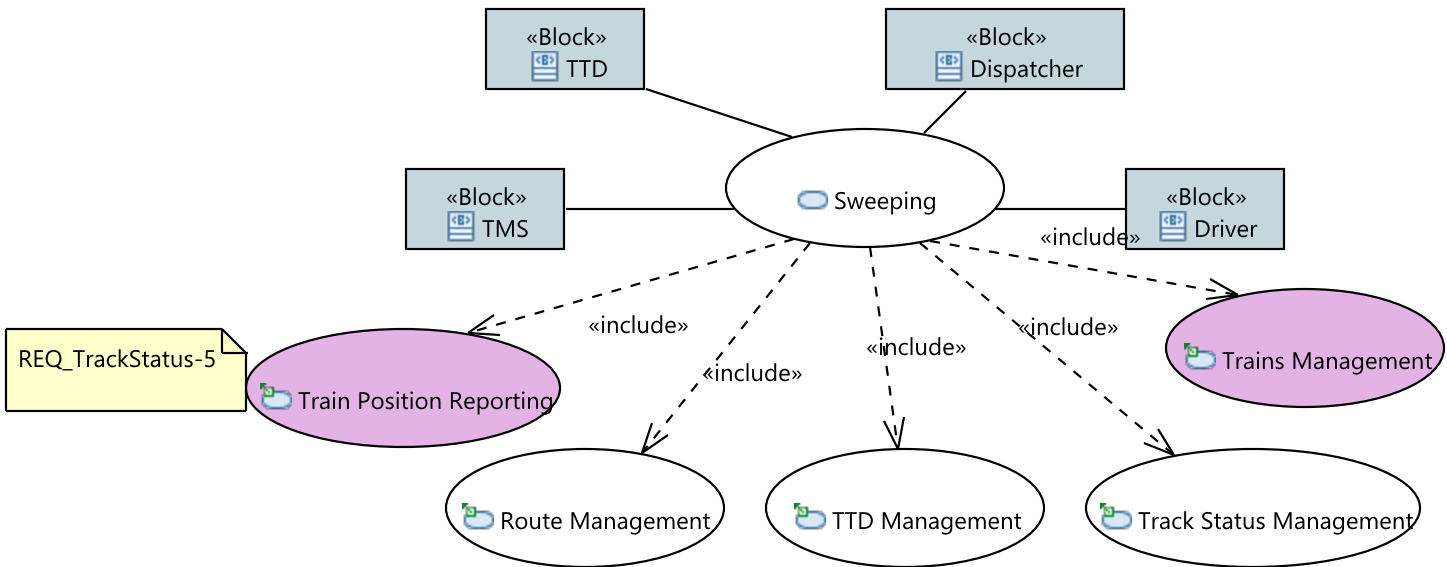 «Block»
TTD
«Block»
Dispatcher
«Block»
TMS
Sweeping
«Block»
Driver
«include»
«include»
«include»
«include»
«include»
REQ_TrackStatus-5
Train Position Reporting
Trains Management
Route Management
TTD Management
Track Status Management